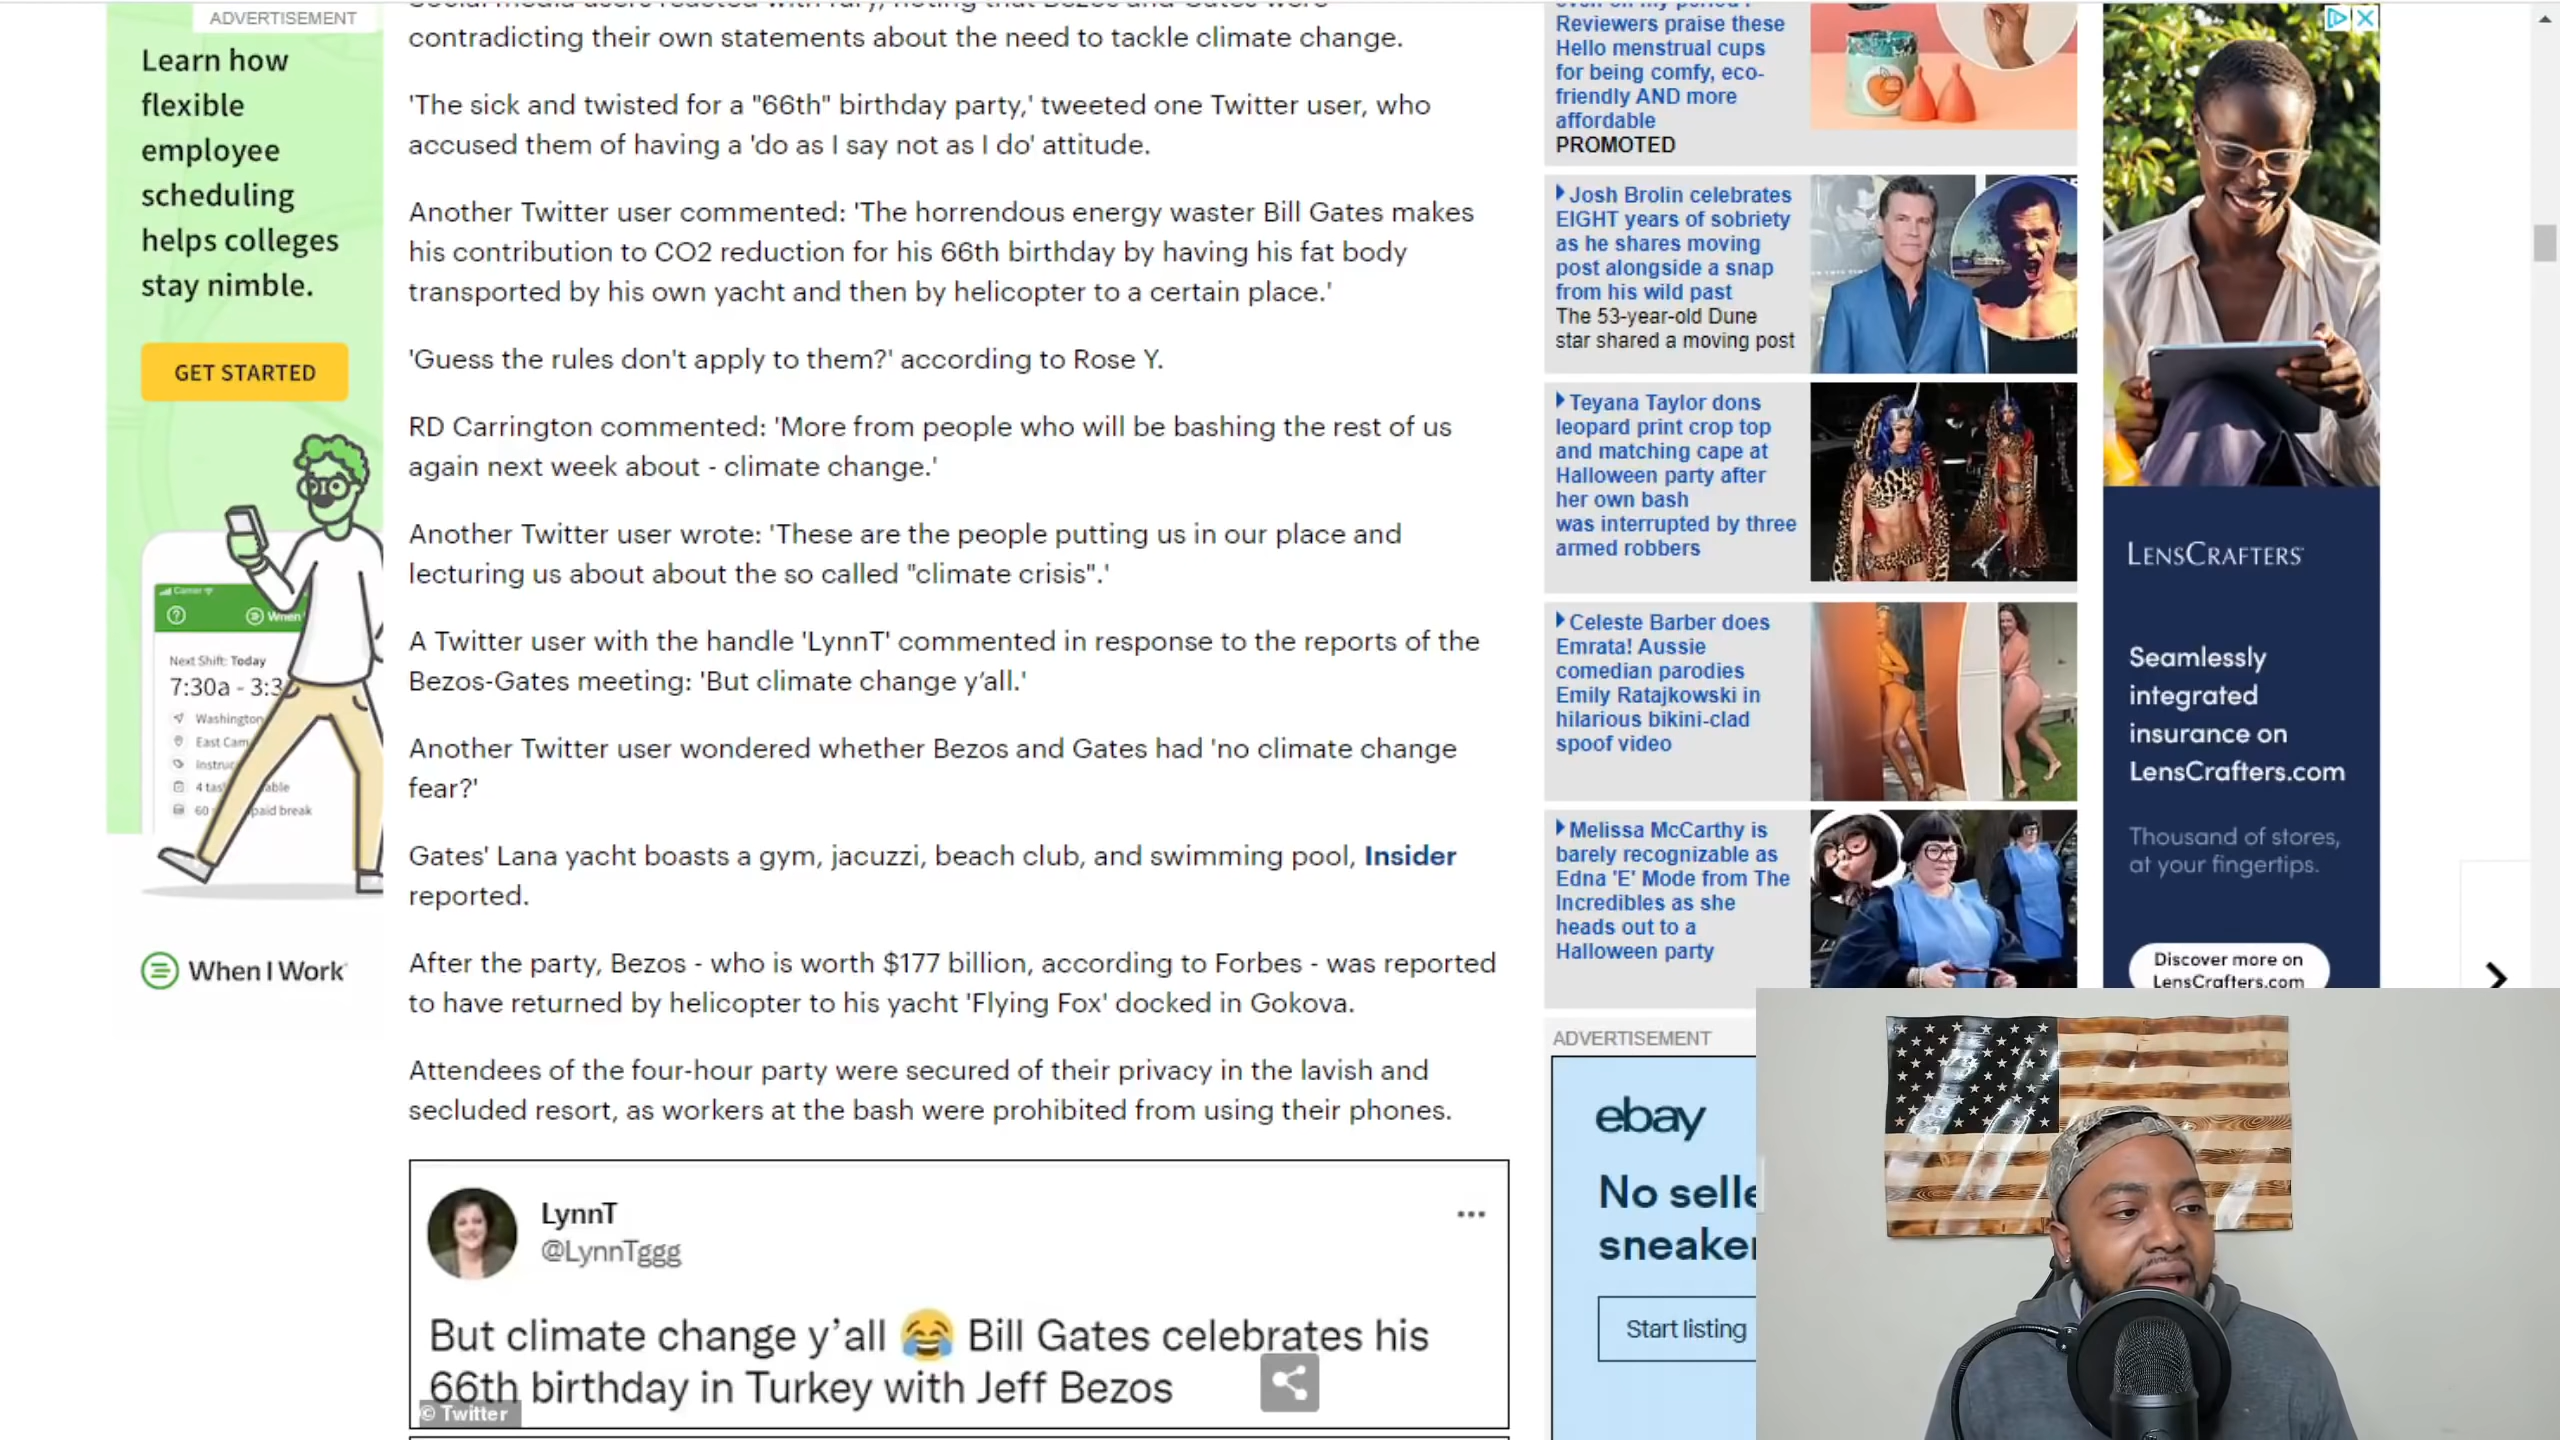 ADVERTISEMENT
Learn how
flexible
employee
scheduling
helps colleges
stay nimble.
GET STARTED
Carrier
When
Next Shift: Today
7:30a - 3:3
Washington
East Cam
Instruc
4 tas
able
60
paid break
When I Work
contradicting their own statements about the need to tackle climate change.
'The sick and twisted for a "66th" birthday party,' tweeted one Twitter user, who
accused them of having a 'do as I say not as I do' attitude.
Another Twitter user commented: 'The horrendous energy waster Bill Gates makes
his contribution to CO2 reduction for his 66th birthday by having his fat body
transported by his own yacht and then by helicopter to a certain place.'
'Guess the rules don't apply to them?' according to Rose Y.
RD Carrington commented: 'More from people who will be bashing the rest of us
again next week about - climate change.'
Another Twitter user wrote: 'These are the people putting us in our place and
lecturing us about about the so called "climate crisis".'
A Twitter user with the handle 'LynnT' commented in response to the reports of the
Bezos-Gates meeting: 'But climate change y'all.'
Another Twitter user wondered whether Bezos and Gates had 'no climate change
fear?'
Gates' Lana yacht boasts a gym, jacuzzi, beach club, and swimming pool, Insider
reported.
After the party, Bezos - who is worth $177 billion, according to Forbes - was reported
to have returned by helicopter to his yacht 'Flying Fox' docked in Gokova.
Attendees of the four-hour party were secured of their privacy in the lavish and
secluded resort, as workers at the bash were prohibited from using their phones.
LynnT
@LynnTggg
But climate change y'all 😂 Bill Gates celebrates his
66th birthday in Turkey with Jeff Bezos
© Twitter
Reviewers praise these
Hello menstrual cups
for being comfy, eco-
friendly AND more
affordable
PROMOTED
Josh Brolin celebrates
EIGHT years of sobriety
as he shares moving
post alongside a snap
from his wild past
The 53-year-old Dune
star shared a moving post
Teyana Taylor dons
leopard print crop top
and matching cape at
Halloween party after
her own bash
was interrupted by three
armed robbers
Celeste Barber does
Emrata! Aussie
comedian parodies
Emily Ratajkowski in
hilarious bikini-clad
spoof video
Melissa McCarthy is
barely recognizable as
Edna 'E' Mode from The
Incredibles as she
heads out to a
Halloween party
ADVERTISEMENT
ebay
No selle
sneaker
Start listing
LENSCRAFTERS
Seamlessly
integrated
insurance on
LensCrafters.com
Thousand of stores,
at your fingertips.
Discover more on
LensCrafters.com